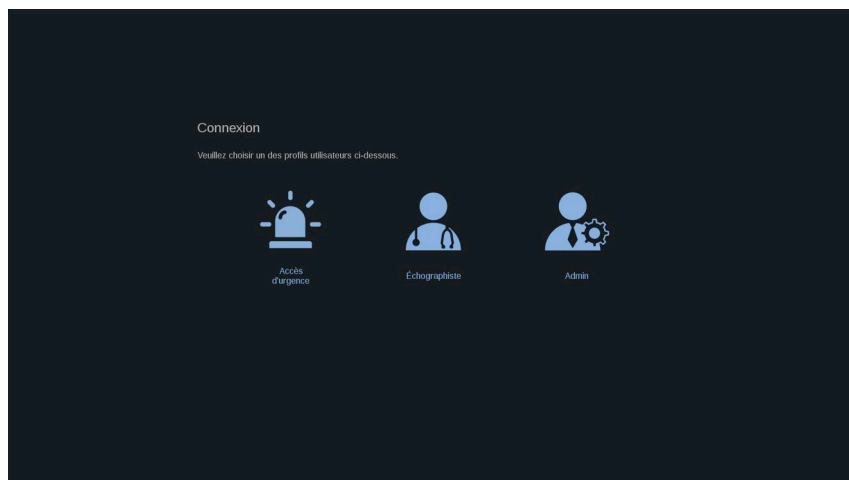 Connexion
Veuillez choisir un des profils utilisateurs ci-dessous.
Accès
d'urgence
Échographiste
Admin